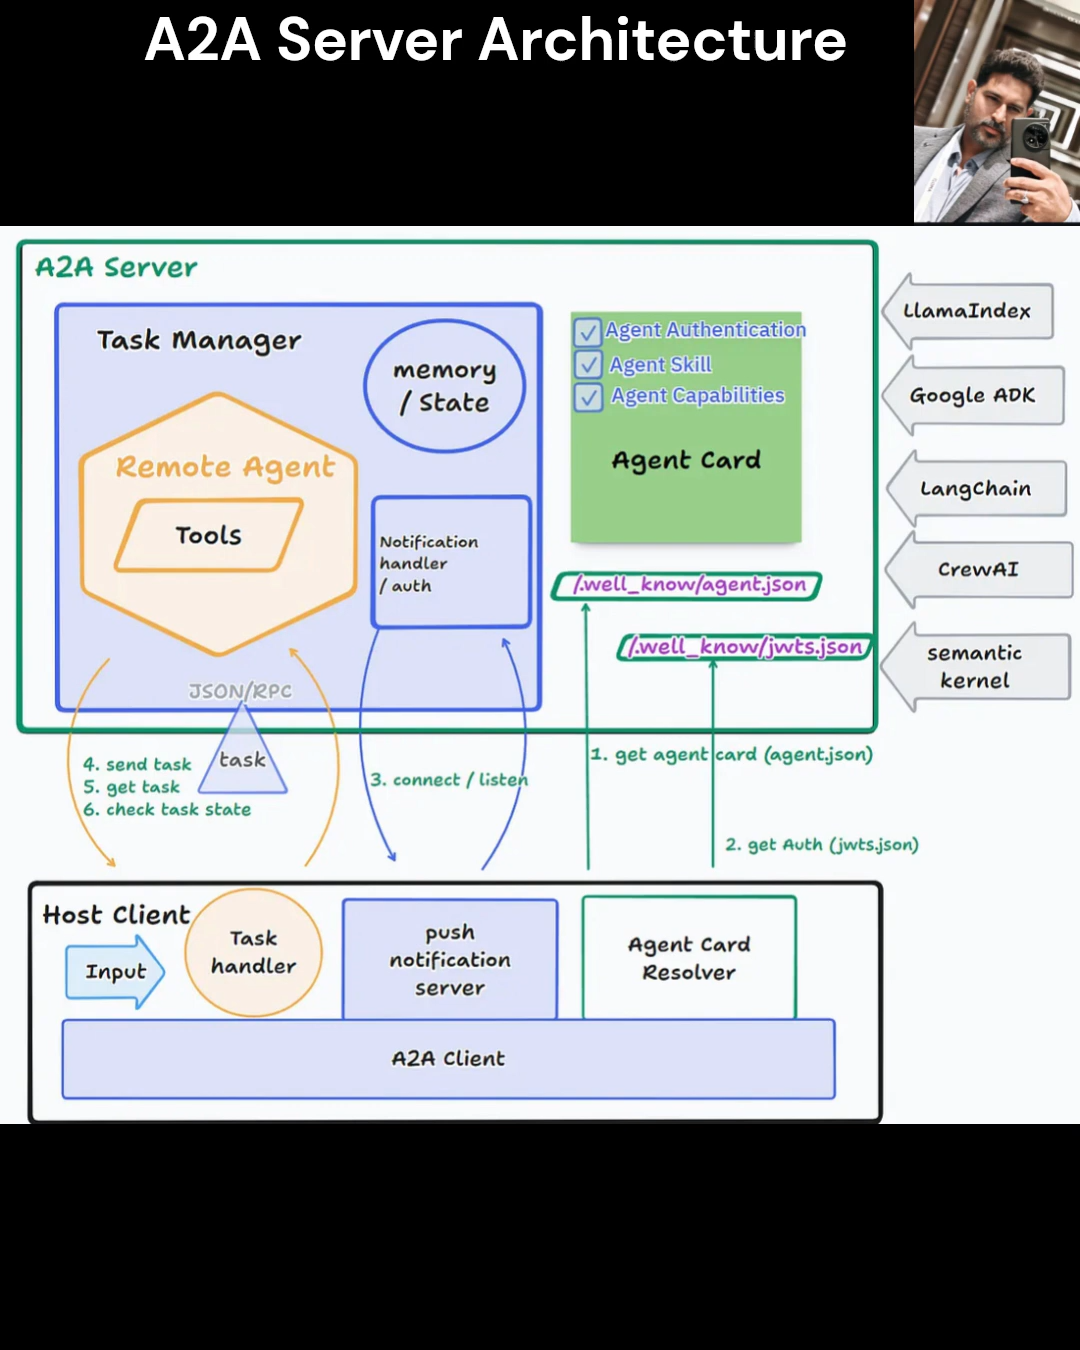 A2A Server Architecture
A2A Server
Task Manager
memory
/ State
Remote Agent
Tools
Notification
handler
/ auth
Agent Authentication
Agent Skill
Agent Capabilities
Agent Card
/.well_know/agent.json
/.well_know/jwts.json
LlamaIndex
Google ADK
LangChain
CrewAI
semantic
kernel
JSON/RPC
task
4. send task
5. get task
6. check task state
3. connect / listen
1. get agent card (agent.json)
2. get Auth (jwts.json)
Host Client
Input
Task
handler
push
notification
server
Agent Card
Resolver
A2A Client